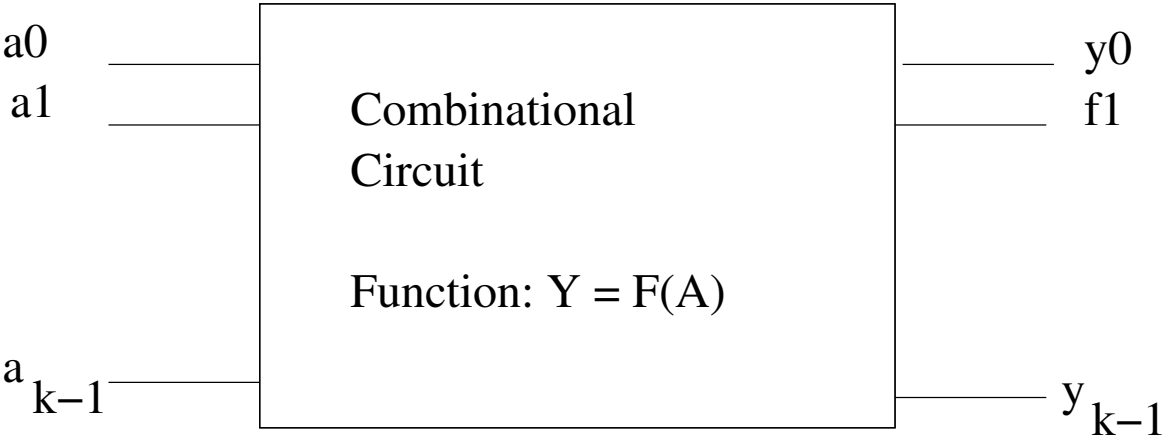 a0
a1
a k−1
Combinational
Circuit
Function: Y = F(A)
y0
f1
y k−1